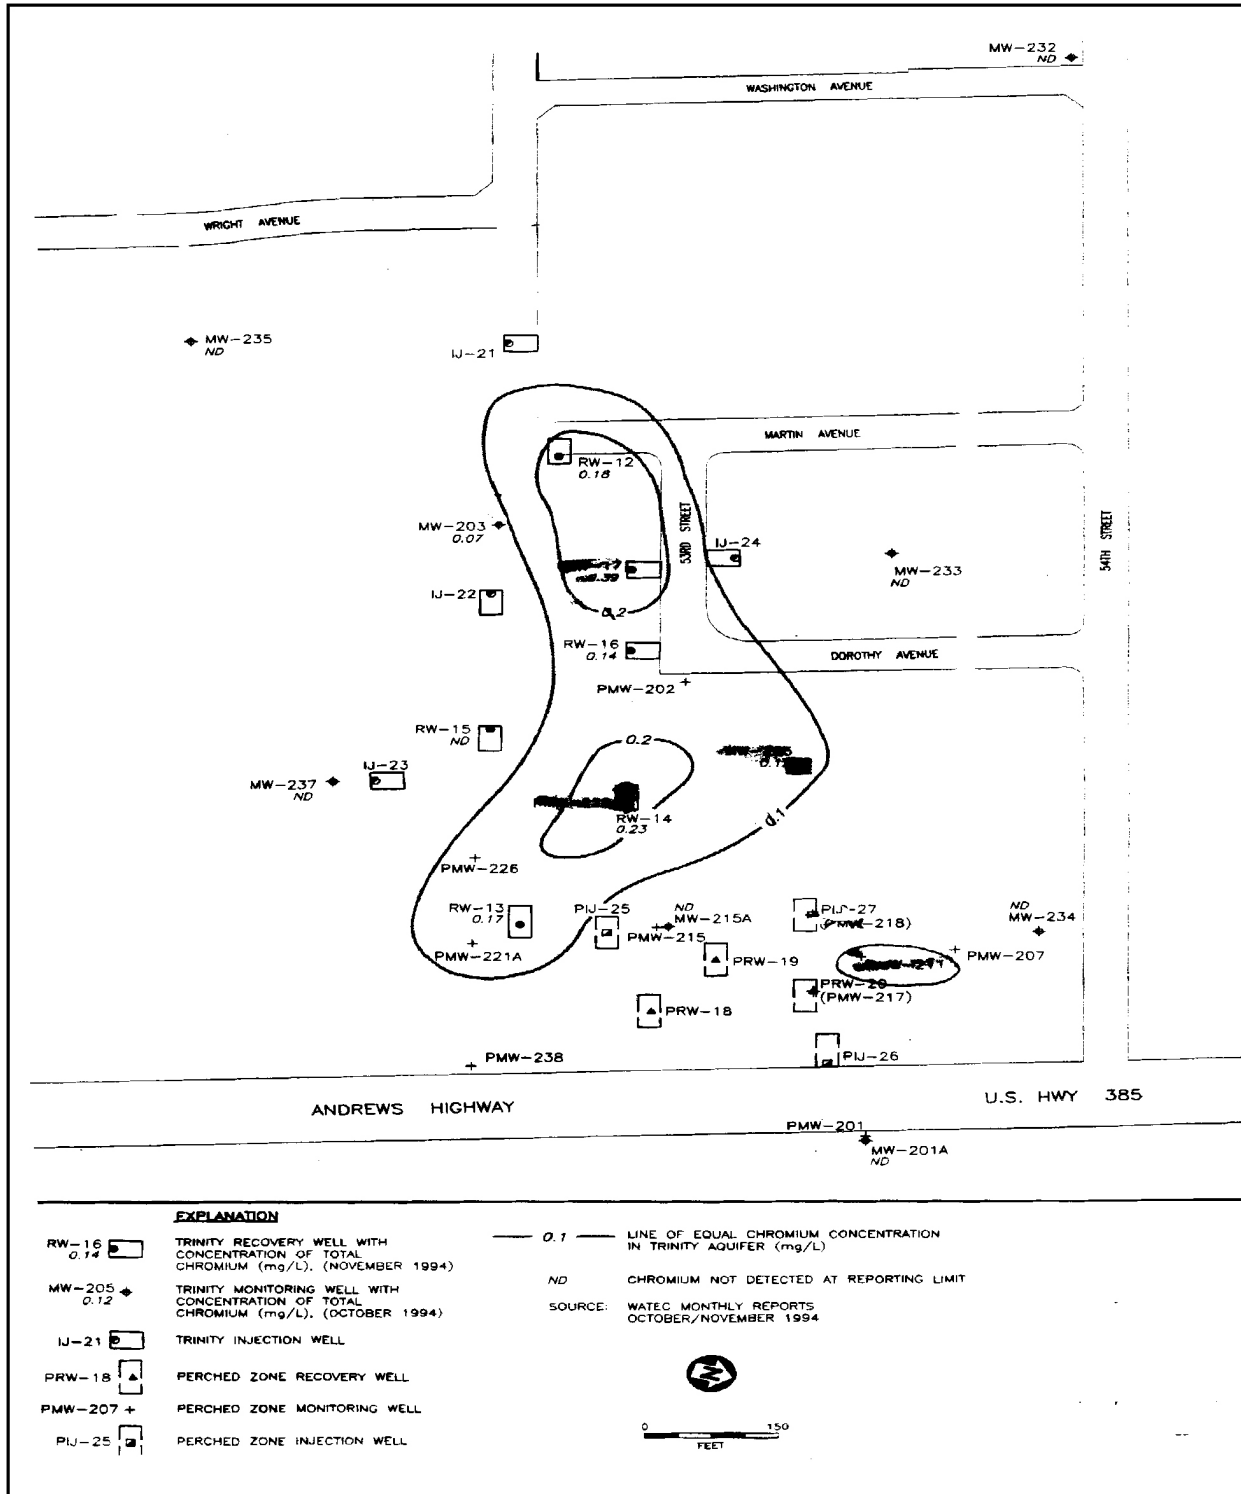 MW-232
ND
WASHINGTON AVENUE
WRIGHT AVENUE
MW-235
ND
IJ-21
MARTIN AVENUE
RW-12
0.18
MW-203
0.07
53RD STREET
IJ-24
54TH STREET
MW-233
ND
IJ-22
0.2
RW-16
0.14
DOROTHY AVENUE
PMW-202
RW-15
ND
0.2
IJ-23
MW-237
ND
RW-14
0.23
0.1
PMW-226
RW-13
0.17
PIJ-25
ND
MW-215A
PMW-215
PIJ-27
(PMW-218)
ND
MW-234
PMW-221A
PRW-19
PMW-207
PRW-20
(PMW-217)
PRW-18
PMW-238
PIJ-26
ANDREWS HIGHWAY
U.S. HWY 385
PMW-201
MW-201A
ND
EXPLANATION
RW-16
0.14
TRINITY RECOVERY WELL WITH
CONCENTRATION OF TOTAL
CHROMIUM (mg/L). (NOVEMBER 1994)
MW-205
0.12
TRINITY MONITORING WELL WITH
CONCENTRATION OF TOTAL
CHROMIUM (mg/L). (OCTOBER 1994)
IJ-21
TRINITY INJECTION WELL
PRW-18
PERCHED ZONE RECOVERY WELL
PMW-207
PERCHED ZONE MONITORING WELL
PIJ-25
PERCHED ZONE INJECTION WELL
0.1
LINE OF EQUAL CHROMIUM CONCENTRATION
IN TRINITY AQUIFER (mg/L)
ND
CHROMIUM NOT DETECTED AT REPORTING LIMIT
SOURCE: WATEC MONTHLY REPORTS
OCTOBER/NOVEMBER 1994
N
0 150
FEET